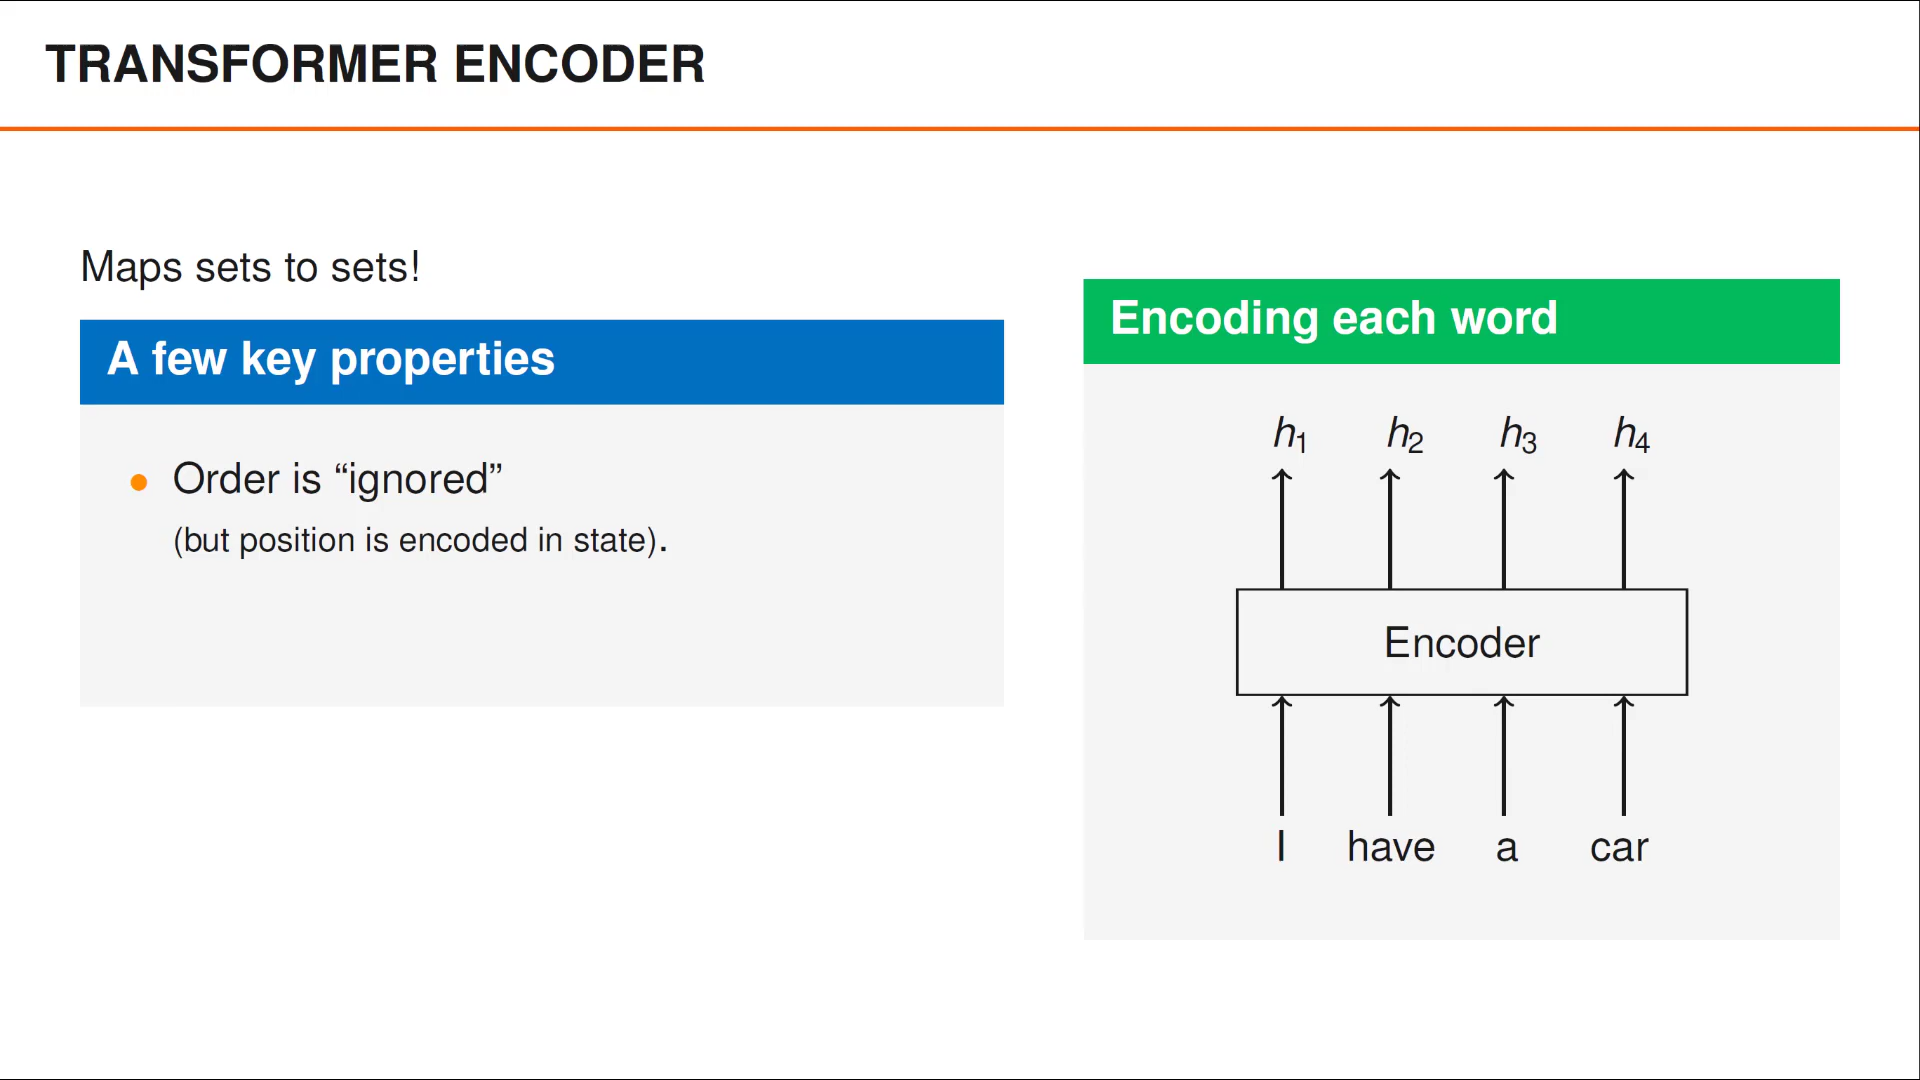 TRANSFORMER ENCODER
Maps sets to sets!
A few key properties
Order is “ignored”
(but position is encoded in state).
Encoding each word
h1 h2 h3 h4
Encoder
I have a car